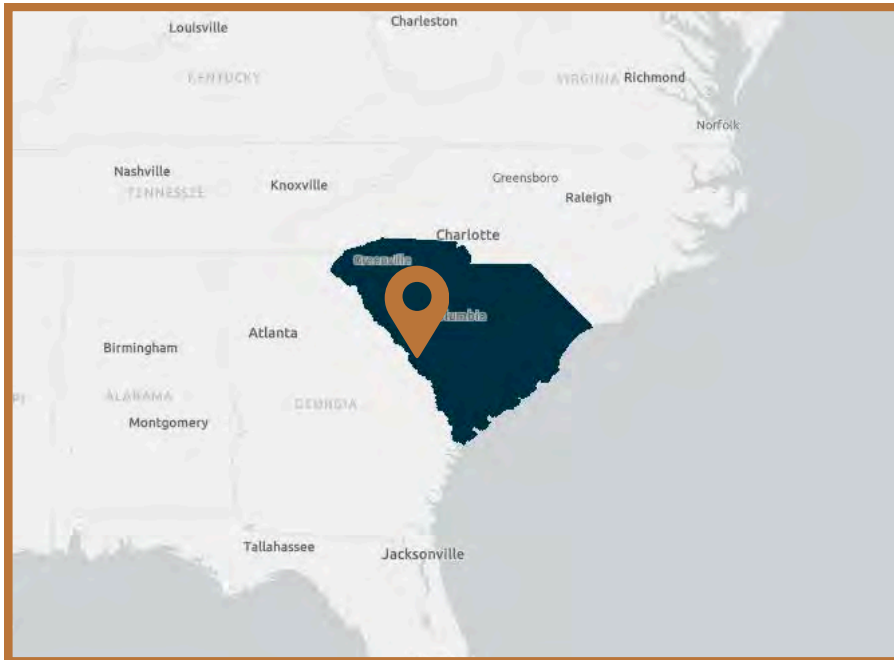 Louisville
Charleston
KENTUCKY
VIRGINIA
Richmond
Norfolk
Nashville
TENNESSEE
Knoxville
Greensboro
Raleigh
Charlotte
Greenville
lumbia
Atlanta
Birmingham
ALABAMA
GEORGIA
Montgomery
Tallahassee
Jacksonville